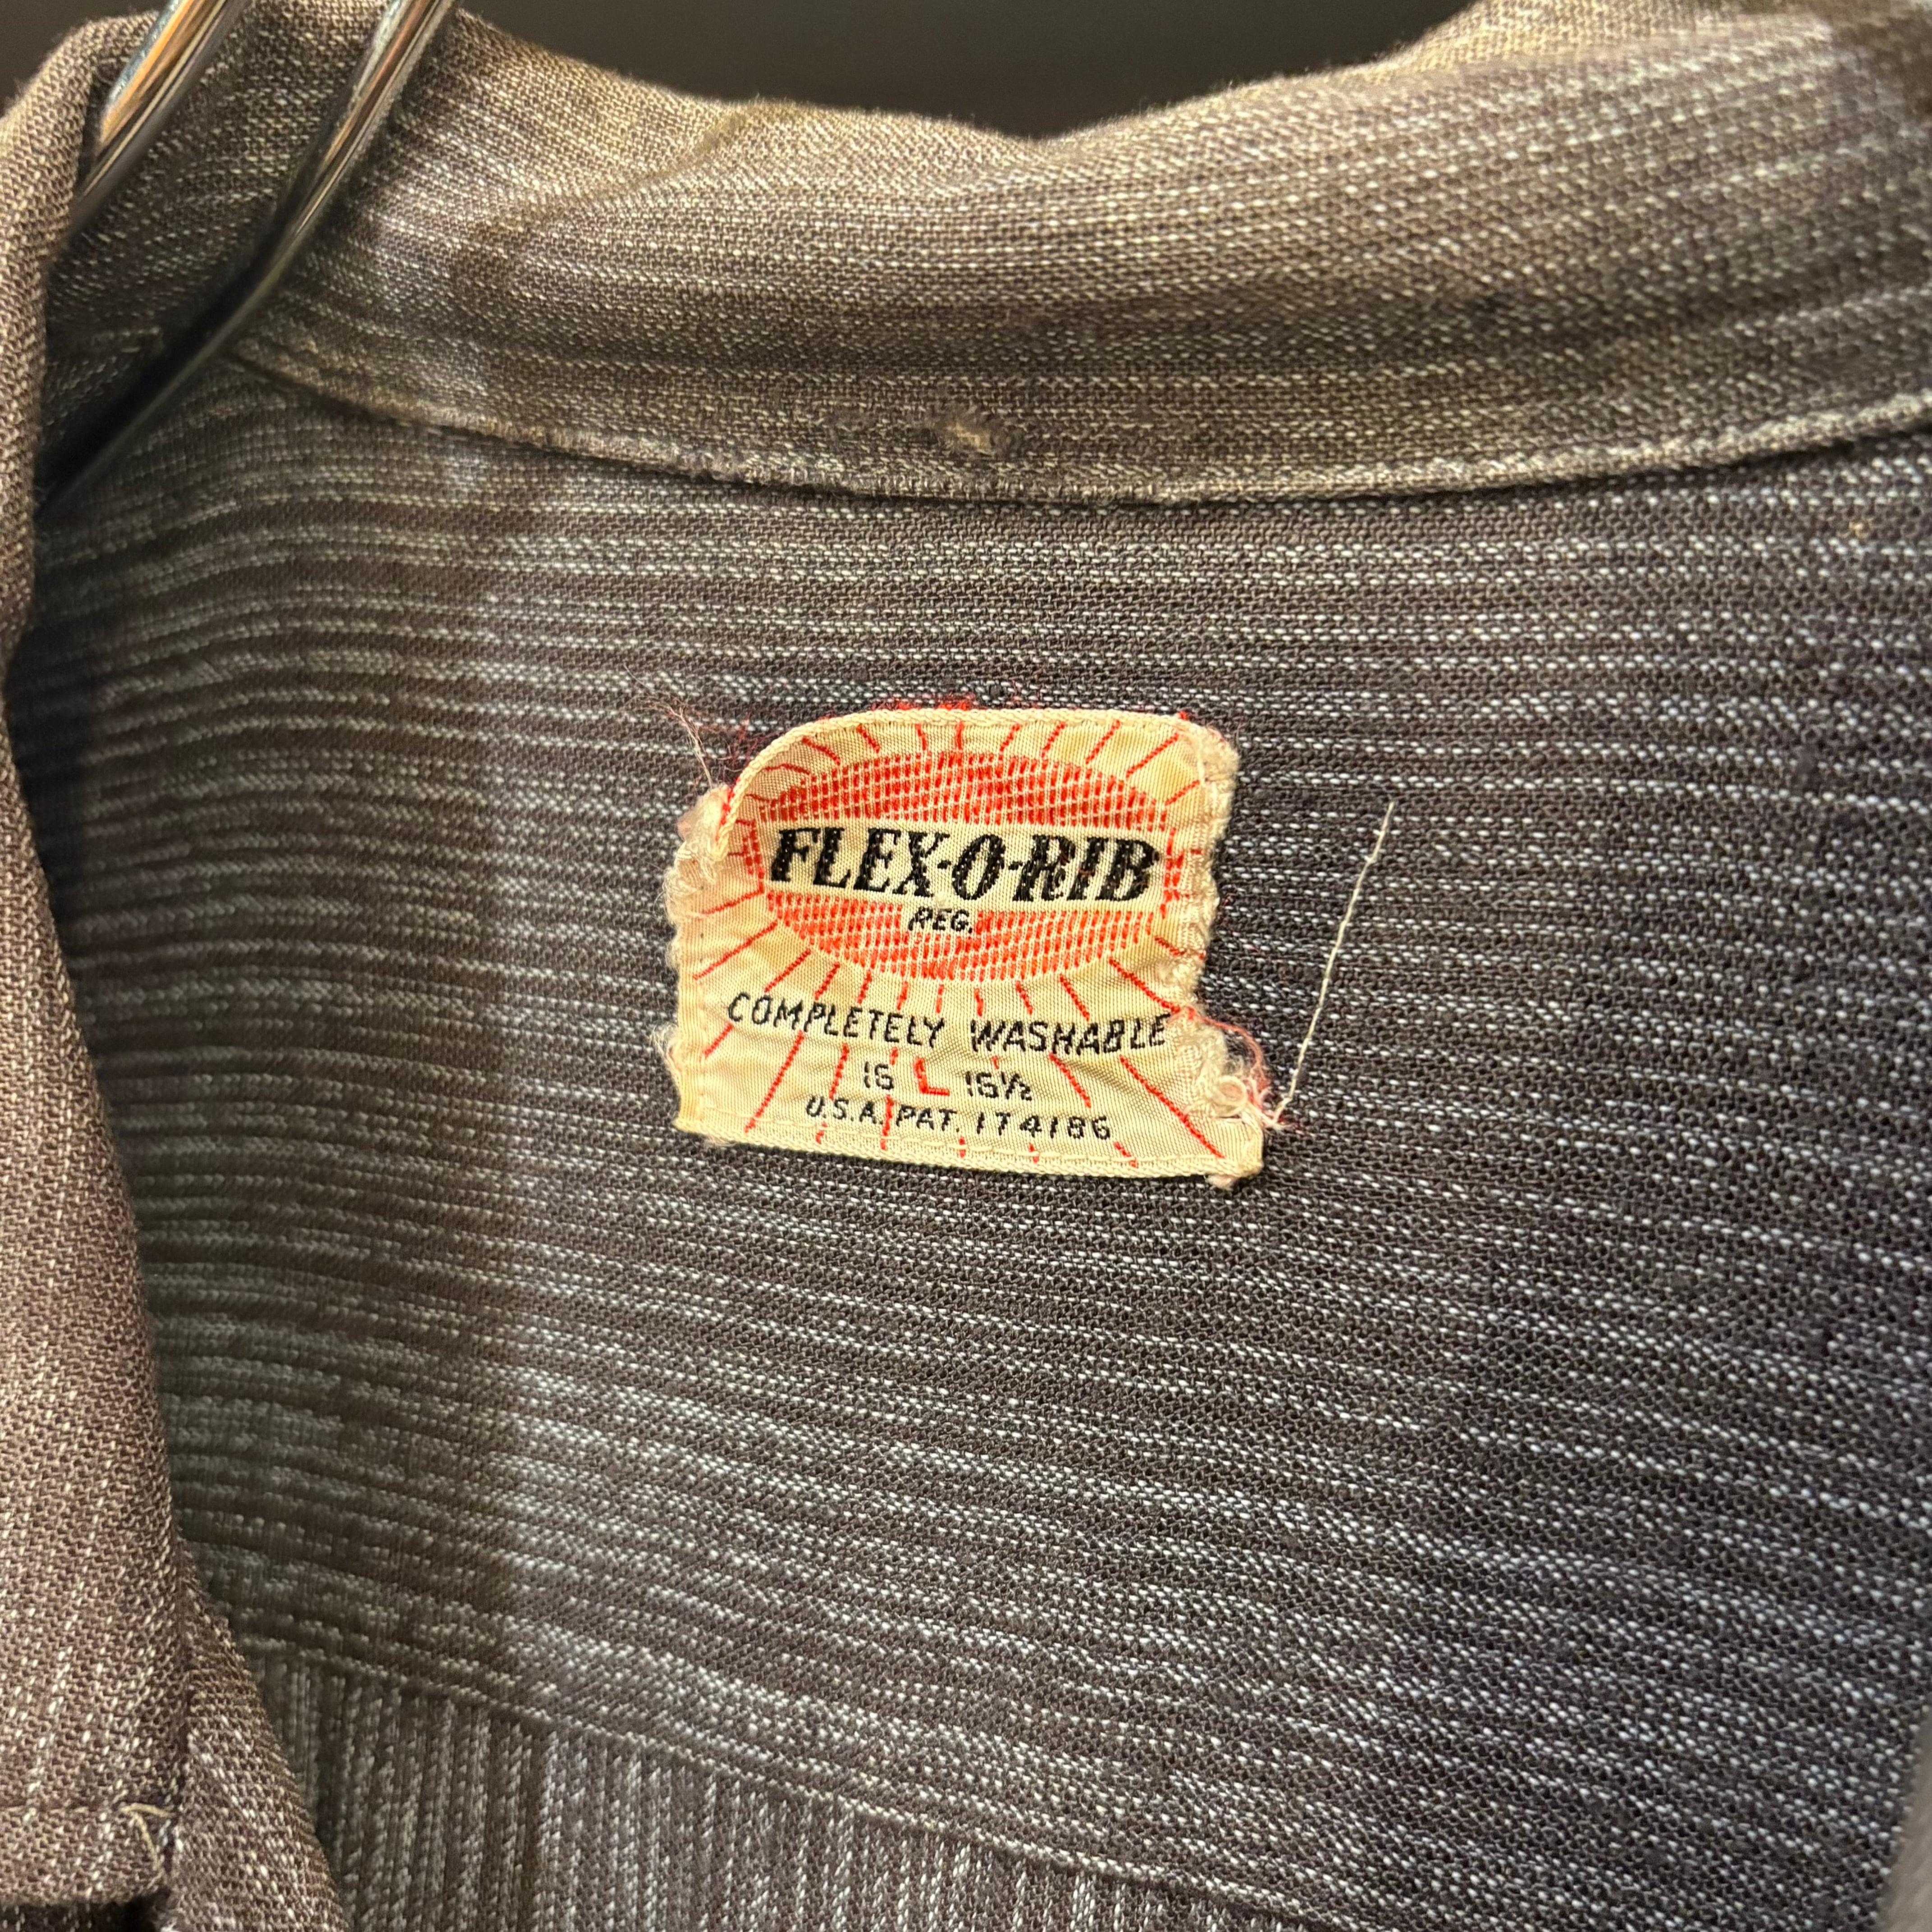 FLEX-O-RIB
REG.
COMPLETELY WASHABLE
16 L 16½
U.S.A. PAT. 174186